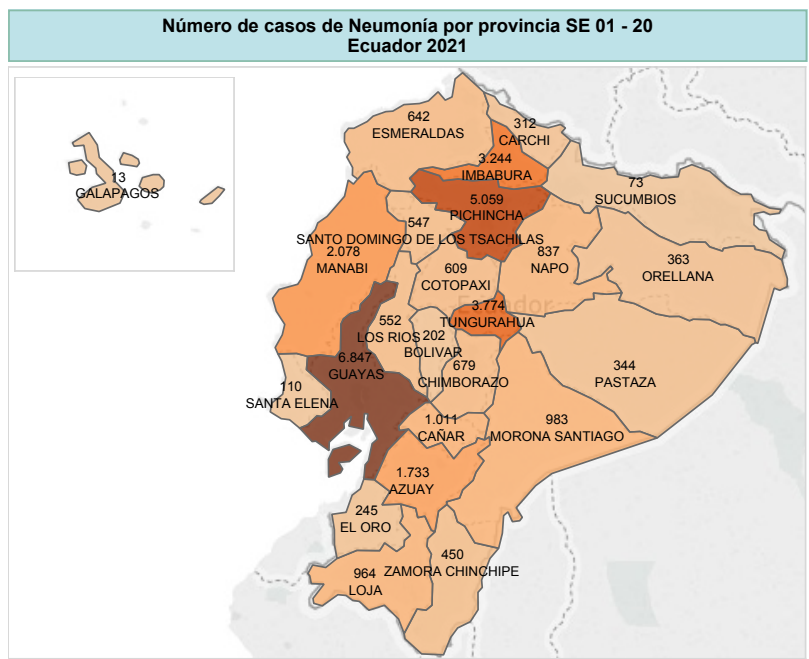 Número de casos de Neumonía por provincia SE 01 - 20
Ecuador 2021
642
ESMERALDAS
312
CARCHI
3.244
IMBABURA
13
GALAPAGOS
73
SUCUMBIOS
5.059
PICHINCHA
547
SANTO DOMINGO DE LOS TSACHILAS
2.078
MANABI
837
NAPO
363
ORELLANA
609
COTOPAXI
Ecuador
3.774
TUNGURAHUA
552
LOS RIOS
202
BOLIVAR
6.847
GUAYAS
679
CHIMBORAZO
344
PASTAZA
110
SANTA ELENA
1.011
CAÑAR
983
MORONA SANTIAGO
1.733
AZUAY
245
EL ORO
450
ZAMORA CHINCHIPE
964
LOJA